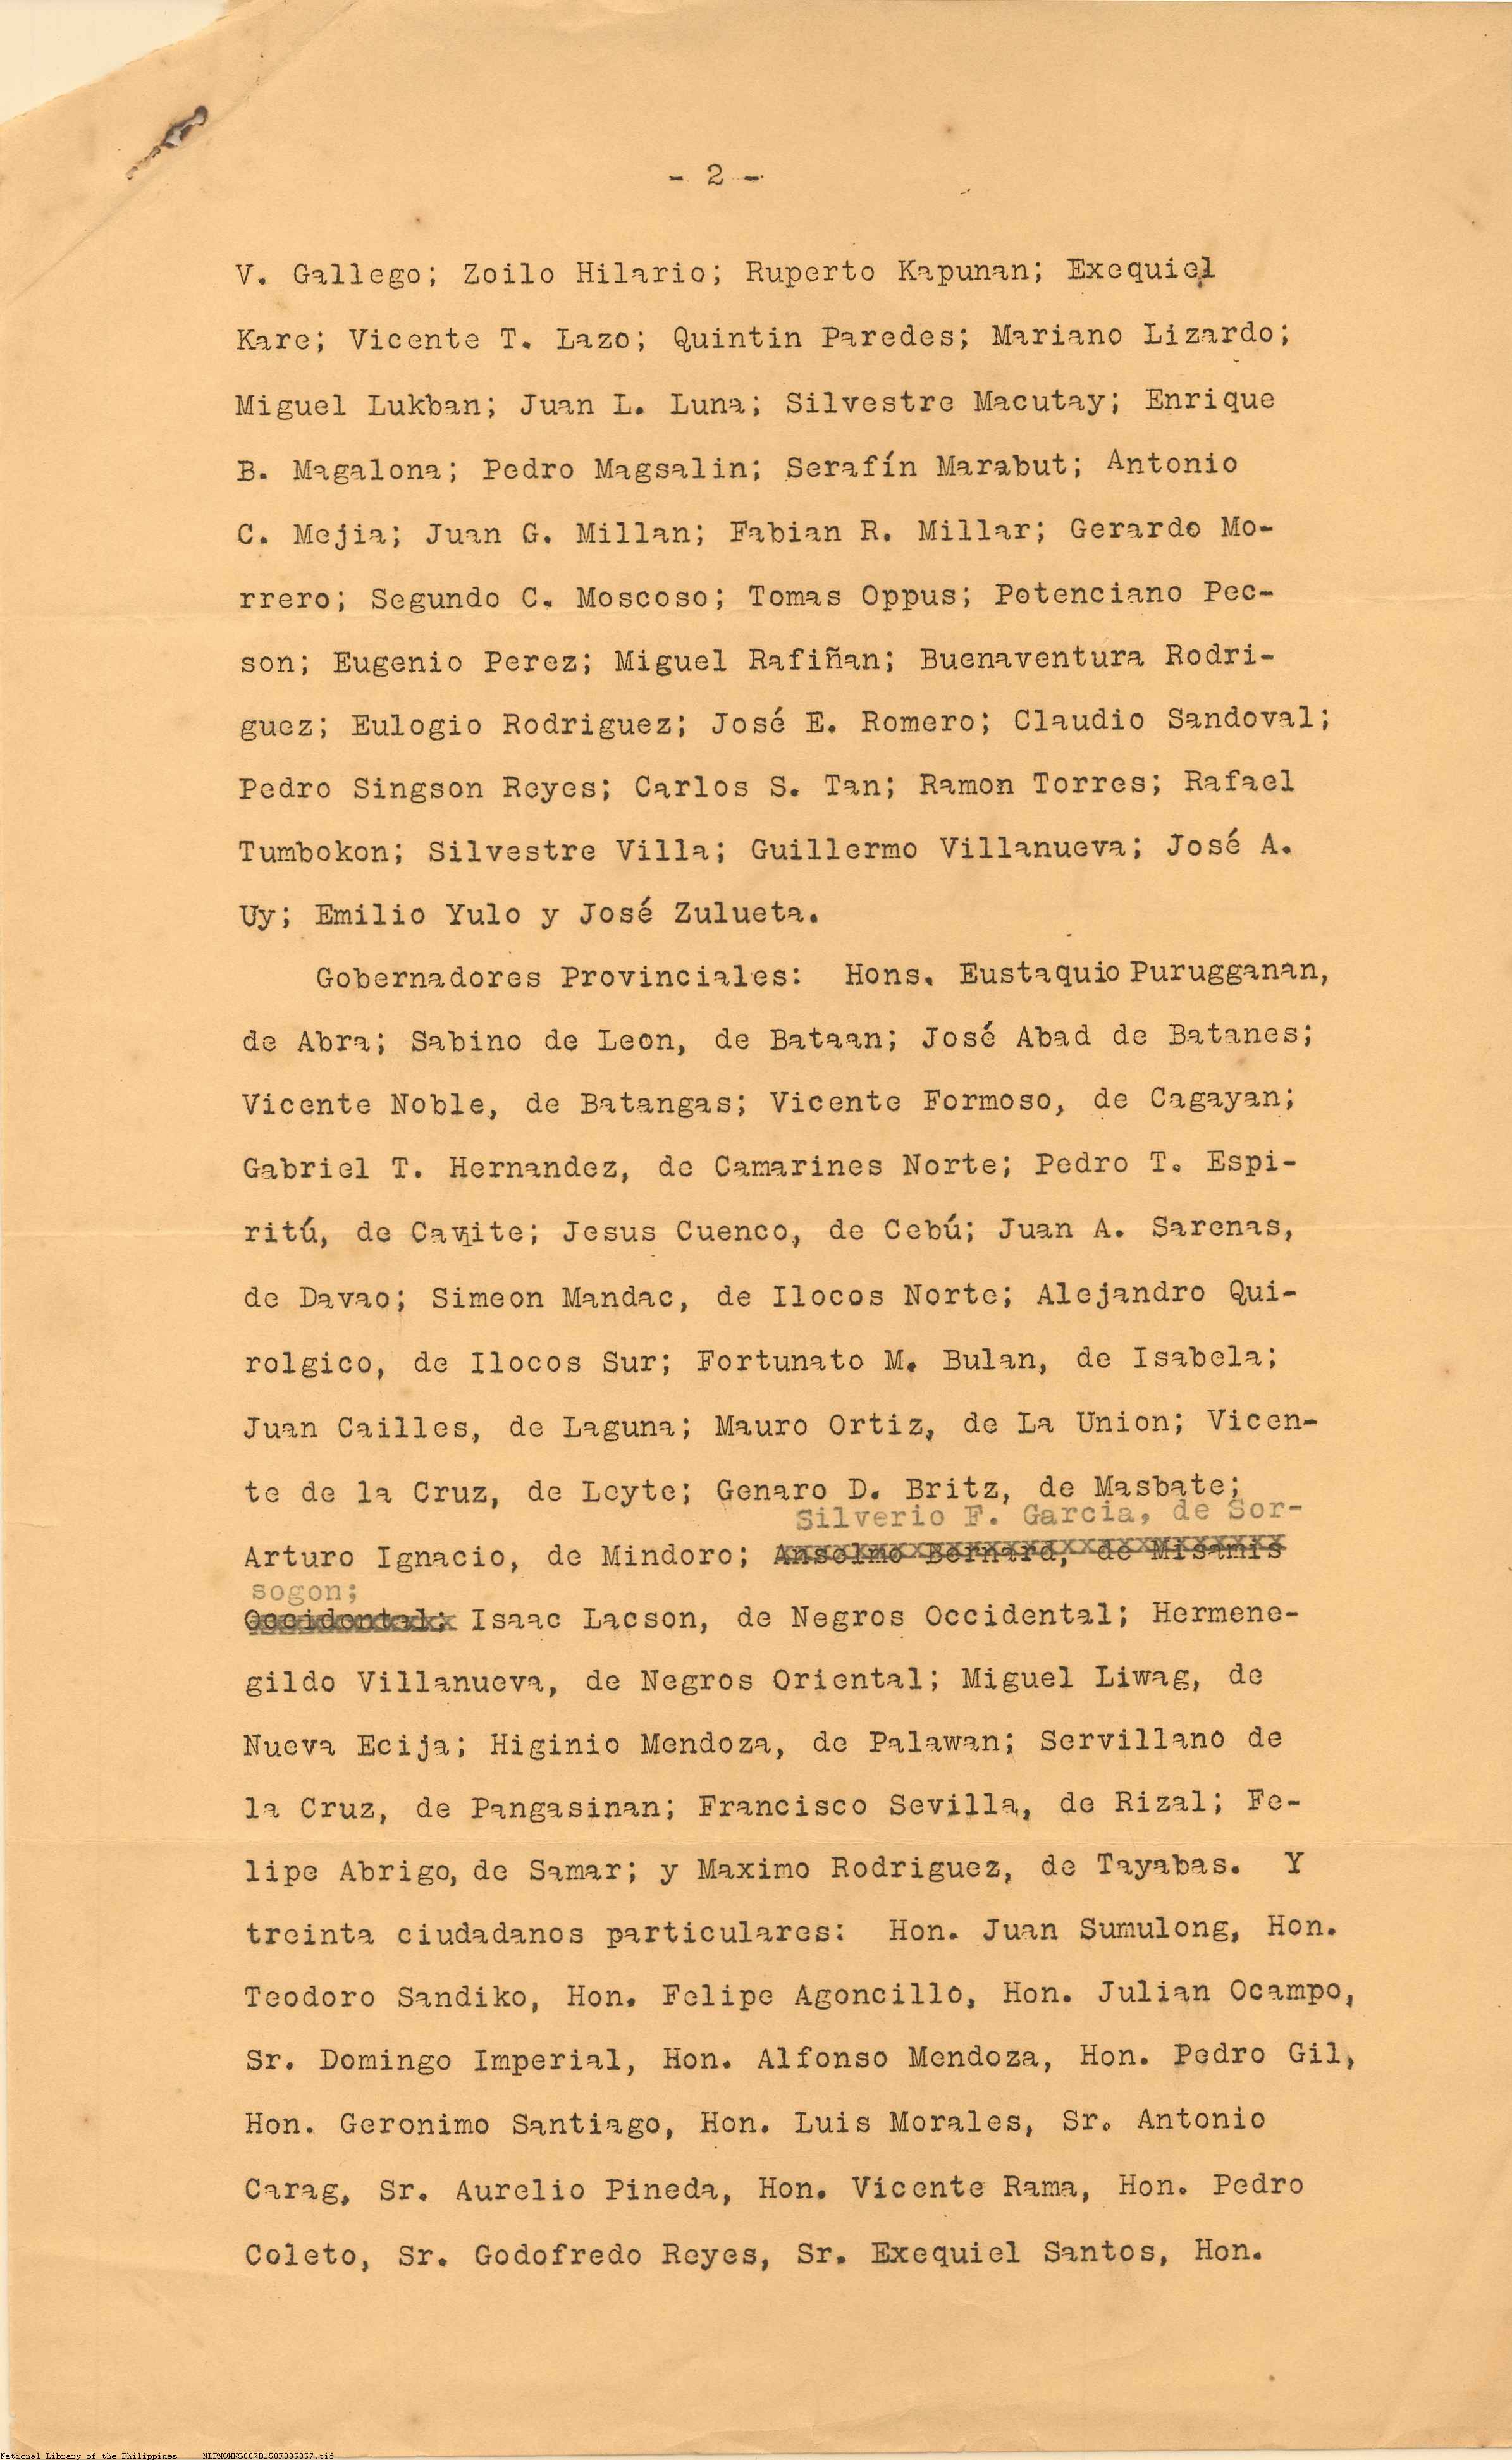 - 2 -
V. Gallego; Zoilo Hilario; Ruperto Kapunan; Exequiel
Kare; Vicente T. Lazo; Quintin Paredes; Mariano Lizardo;
Miguel Lukban; Juan L. Luna; Silvestre Macutay; Enrique
B. Magalona; Pedro Magsalin; Serafín Marabut; Antonio
C. Mejia; Juan G. Millan; Fabian R. Millar; Gerardo Mo-
rrero; Segundo C. Moscoso; Tomas Oppus; Potenciano Pec-
son; Eugenio Perez; Miguel Rafiñan; Buenaventura Rodri-
guez; Eulogio Rodriguez; José E. Romero; Claudio Sandoval;
Pedro Singson Reyes; Carlos S. Tan; Ramon Torres; Rafael
Tumbokon; Silvestre Villa; Guillermo Villanueva; José A.
Uy; Emilio Yulo y José Zulueta.
Gobernadores Provinciales: Hons. Eustaquio Purugganan,
de Abra; Sabino de Leon, de Bataan; José Abad de Batanes;
Vicente Noble, de Batangas; Vicente Formoso, de Cagayan;
Gabriel T. Hernandez, de Camarines Norte; Pedro T. Espi-
ritú, de Cavite; Jesus Cuenco, de Cebú; Juan A. Sarenas,
de Davao; Simeon Mandac, de Ilocos Norte; Alejandro Qui-
rolgico, de Ilocos Sur; Fortunato M. Bulan, de Isabela;
Juan Cailles, de Laguna; Mauro Ortiz, de La Union; Vicen-
te de la Cruz, de Leyte; Genaro D. Britz, de Masbate;
Silverio F. Garcia, de Sor-
Arturo Ignacio, de Mindoro; Anselmo Bernard, de Misamis
sogon;
Occidental; Isaac Lacson, de Negros Occidental; Hermene-
gildo Villanueva, de Negros Oriental; Miguel Liwag, de
Nueva Ecija; Higinio Mendoza, de Palawan; Servillano de
la Cruz, de Pangasinan; Francisco Sevilla, de Rizal; Fe-
lipe Abrigo, de Samar; y Maximo Rodriguez, de Tayabas. Y
treinta ciudadanos particulares: Hon. Juan Sumulong, Hon.
Teodoro Sandiko, Hon. Felipe Agoncillo, Hon. Julian Ocampo,
Sr. Domingo Imperial, Hon. Alfonso Mendoza, Hon. Pedro Gil,
Hon. Geronimo Santiago, Hon. Luis Morales, Sr. Antonio
Carag, Sr. Aurelio Pineda, Hon. Vicente Rama, Hon. Pedro
Coleto, Sr. Godofredo Reyes, Sr. Exequiel Santos, Hon.
National Library of the Philippines NLPMQMNS007B150F005057.tif